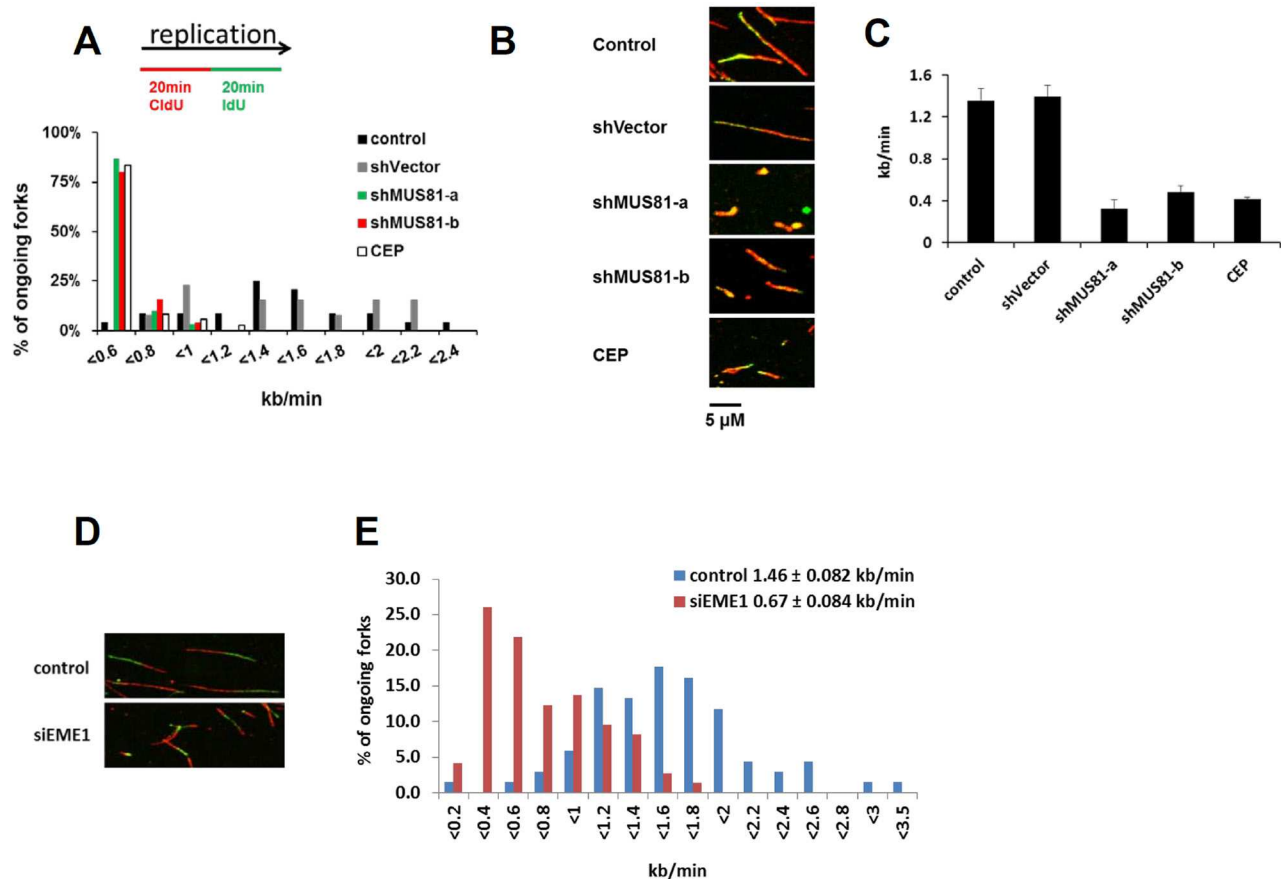 A
replication
20min 20min
CldU IdU
100%
75%
50%
25%
0%
% of ongoing forks
control
shVector
shMUS81-a
shMUS81-b
CEP
<0.6 <0.8 <1 <1.2 <1.4 <1.6 <1.8 <2 <2.2 <2.4
kb/min
B
Control
shVector
shMUS81-a
shMUS81-b
CEP
5 µM
C
1.6
1.2
0.8
0.4
0
kb/min
control shVector shMUS81-a shMUS81-b CEP
D
control
siEME1
E
control 1.46 ± 0.082 kb/min
siEME1 0.67 ± 0.084 kb/min
30.0
25.0
20.0
15.0
10.0
5.0
0.0
% of ongoing forks
<0.2 <0.4 <0.6 <0.8 <1 <1.2 <1.4 <1.6 <1.8 <2 <2.2 <2.4 <2.6 <2.8 <3 <3.5
kb/min